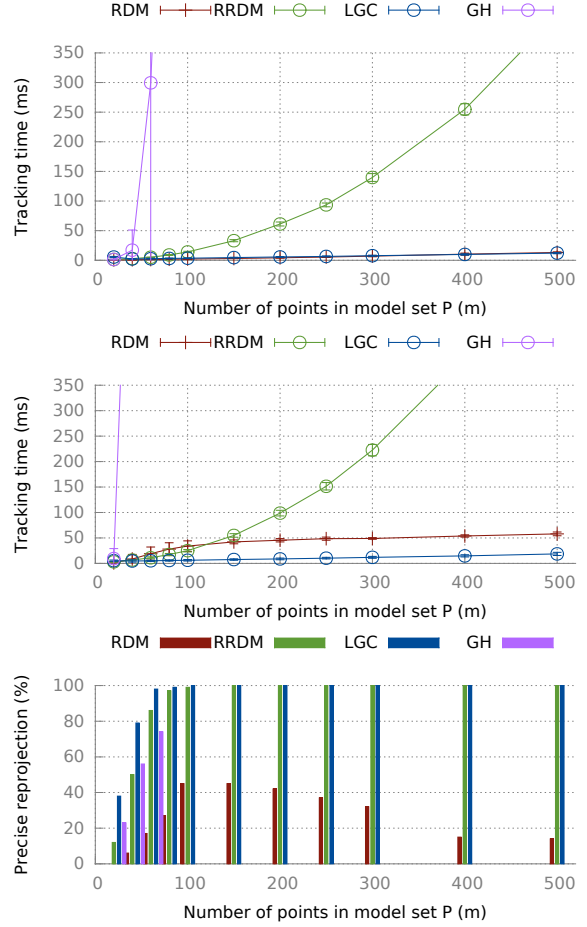 RDM RRDM LGC GH
350
300
250
200
150
100
50
0
Tracking time (ms)
0 100 200 300 400 500
Number of points in model set P (m)
RDM RRDM LGC GH
350
300
250
200
150
100
50
0
Tracking time (ms)
0 100 200 300 400 500
Number of points in model set P (m)
RDM RRDM LGC GH
100
80
60
40
20
0
Precise reprojection (%)
0 100 200 300 400 500
Number of points in model set P (m)